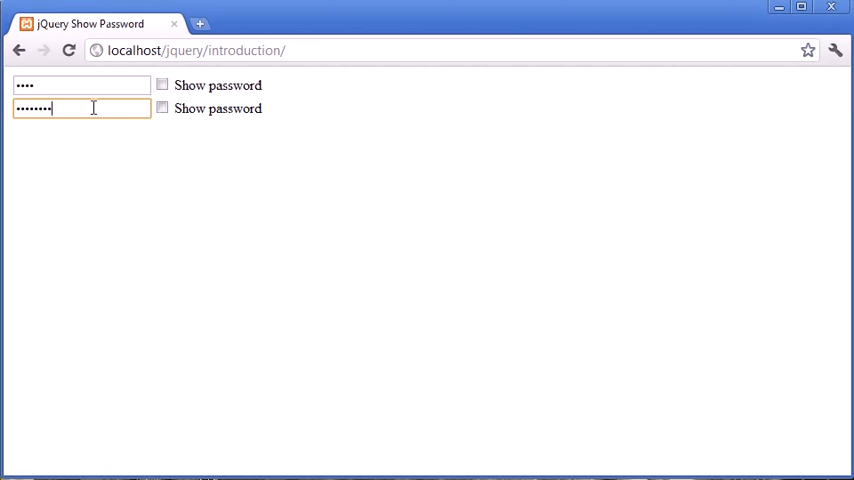 jQuery Show Password
localhost/jquery/introduction/
•••• Show password
•••••••• Show password